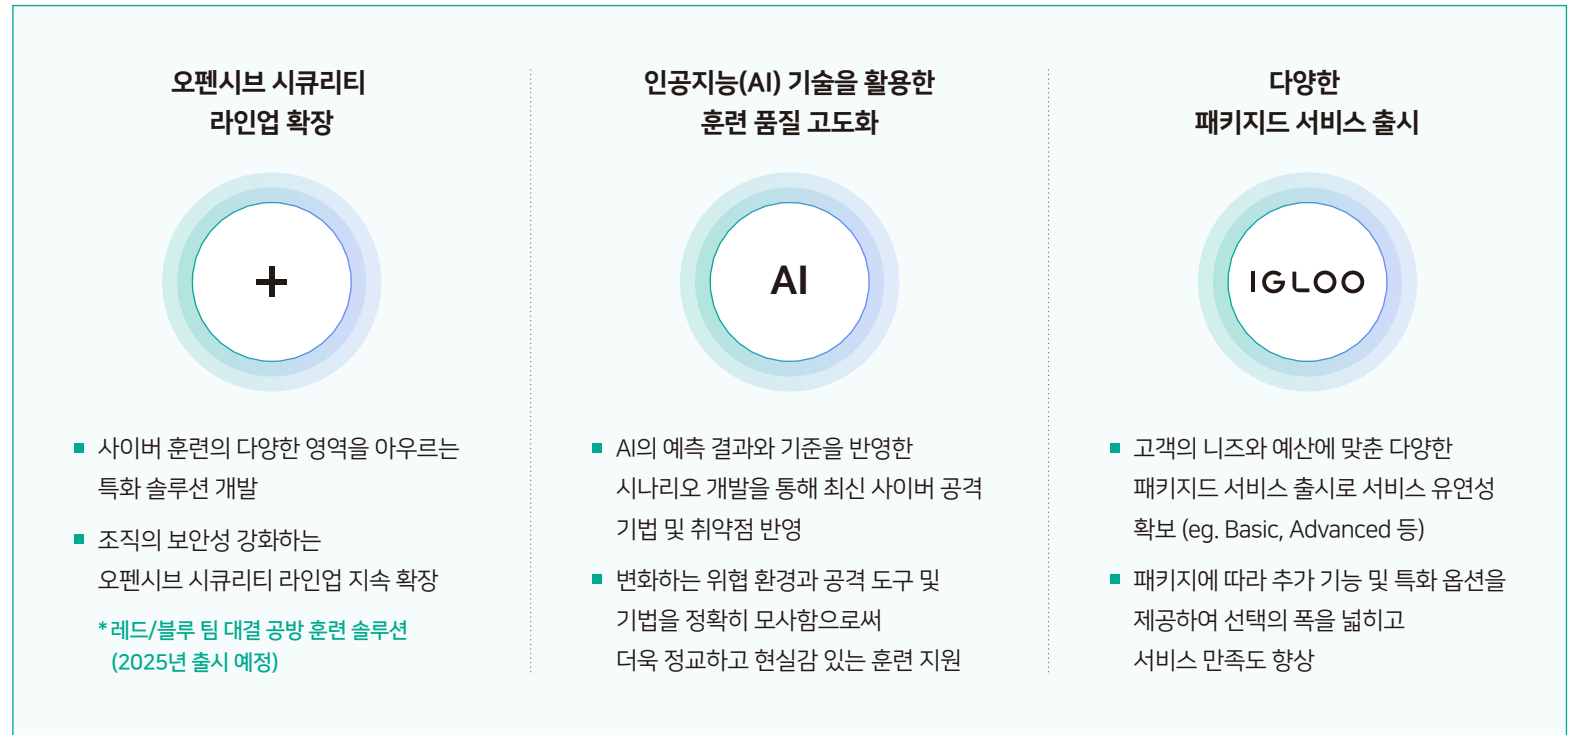 오펜시브 시큐리티
라인업 확장
+
사이버 훈련의 다양한 영역을 아우르는
특화 솔루션 개발
조직의 보안성 강화하는
오펜시브 시큐리티 라인업 지속 확장
*레드/블루 팀 대결 공방 훈련 솔루션
(2025년 출시 예정)
인공지능(AI) 기술을 활용한
훈련 품질 고도화
AI
AI의 예측 결과와 기준을 반영한
시나리오 개발을 통해 최신 사이버 공격
기법 및 취약점 반영
변화하는 위협 환경과 공격 도구 및
기법을 정확히 모사함으로써
더욱 정교하고 현실감 있는 훈련 지원
다양한
패키지드 서비스 출시
IGLOO
고객의 니즈와 예산에 맞춘 다양한
패키지드 서비스 출시로 서비스 유연성
확보 (eg. Basic, Advanced 등)
패키지에 따라 추가 기능 및 특화 옵션을
제공하여 선택의 폭을 넓히고
서비스 만족도 향상